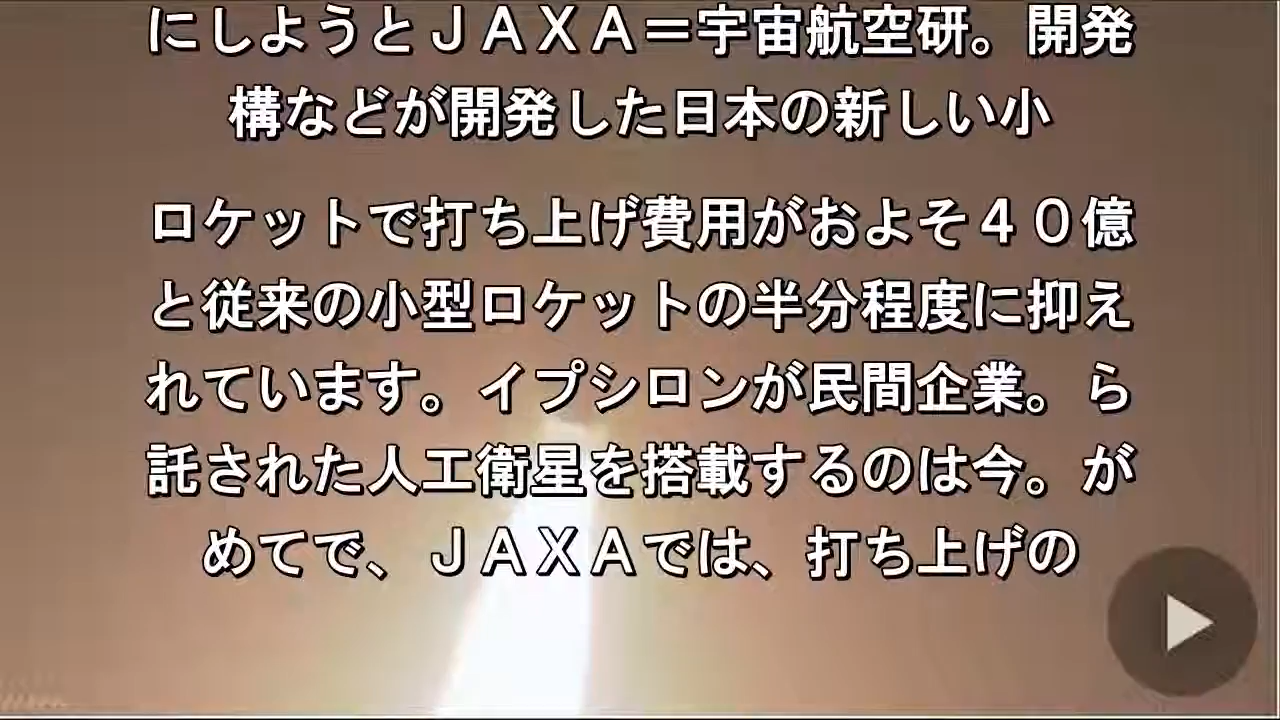 にしようとＪＡＸＡ＝宇宙航空研。開発
構などが開発した日本の新しい小
ロケットで打ち上げ費用がおよそ４０億
と従来の小型ロケットの半分程度に抑え
れています。イプシロンが民間企業。ら
託された人工衛星を搭載するのは今。が
めてで、ＪＡＸＡでは、打ち上げの